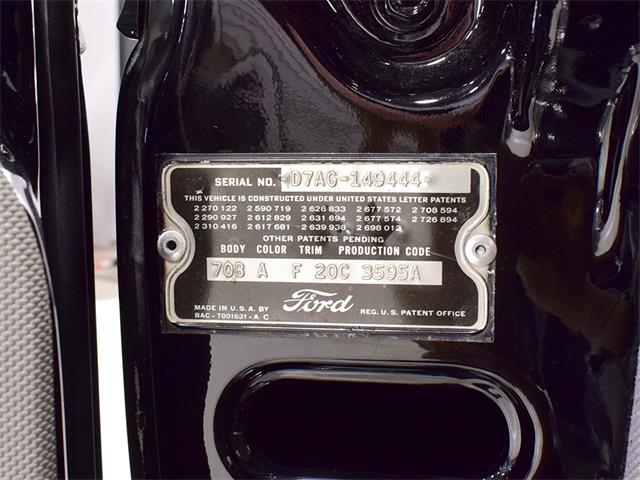 SERIAL NO. *D7AG-149444*
THIS VEHICLE IS CONSTRUCTED UNDER UNITED STATES LETTER PATENTS
2 270 122 2 590 719 2 628 833 2 677 572 2 708 594
2 290 927 2 612 829 2 631 694 2 677 574 2 726 894
2 310 416 2 617 681 2 639 938 2 698 012
OTHER PATENTS PENDING
BODY COLOR TRIM PRODUCTION CODE
70B A F 20C 3595A
MADE IN U.S.A. BY Ford REG. U.S. PATENT OFFICE
BAC-7001631-A C